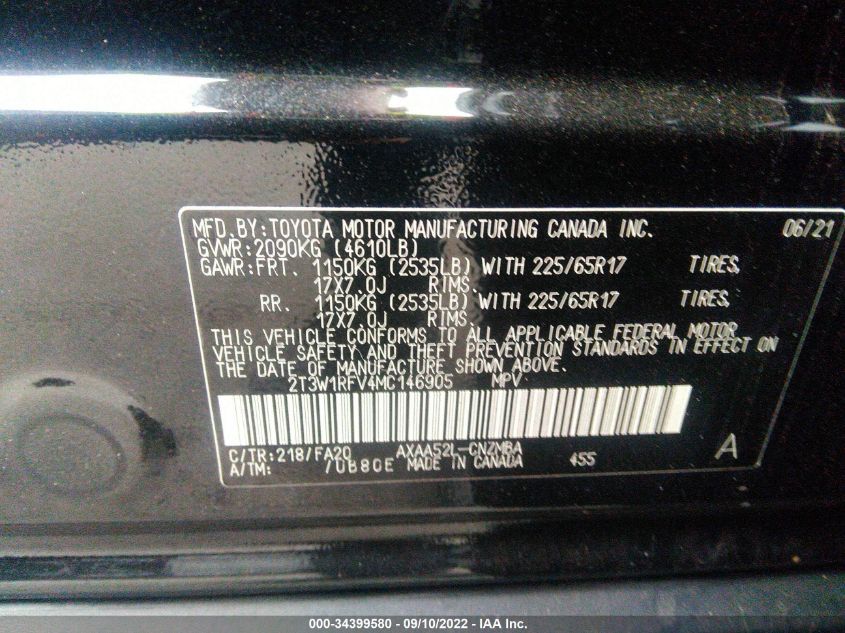 MFD.BY:TOYOTA MOTOR MANUFACTURING CANADA INC. 06/21
GVWR:2090KG (4610LB)
GAWR:FRT. 1150KG (2535LB) WITH 225/65R17 TIRES,
17X7.0J RIMS.
RR. 1150KG (2535LB) WITH 225/65R17 TIRES,
17X7.0J RIMS.
THIS VEHICLE CONFORMS TO ALL APPLICABLE FEDERAL MOTOR
VEHICLE SAFETY AND THEFT PREVENTION STANDARDS IN EFFECT ON
THE DATE OF MANUFACTURE SHOWN ABOVE.
2T3W1RFV4MC146905 MPV
C/TR:218/FA20 AXAA52L-CNZMBA
A/TM: /UB80E MADE IN CANADA 455 A
000-34399580 - 09/10/2022 - IAA Inc.